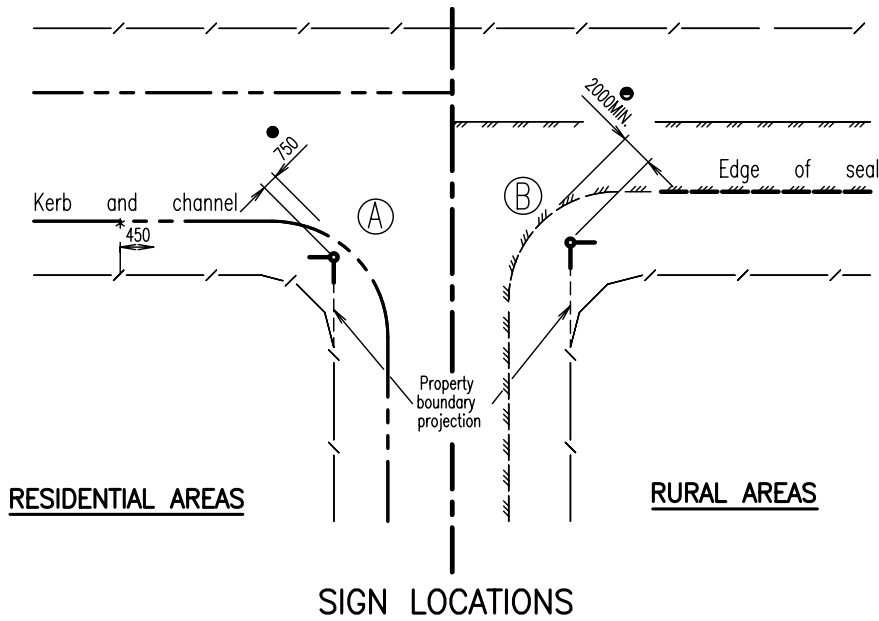 2000MIN.
750
Edge of seal
Kerb and channel
A
B
450
Property
boundary
projection
RESIDENTIAL AREAS
RURAL AREAS
SIGN LOCATIONS